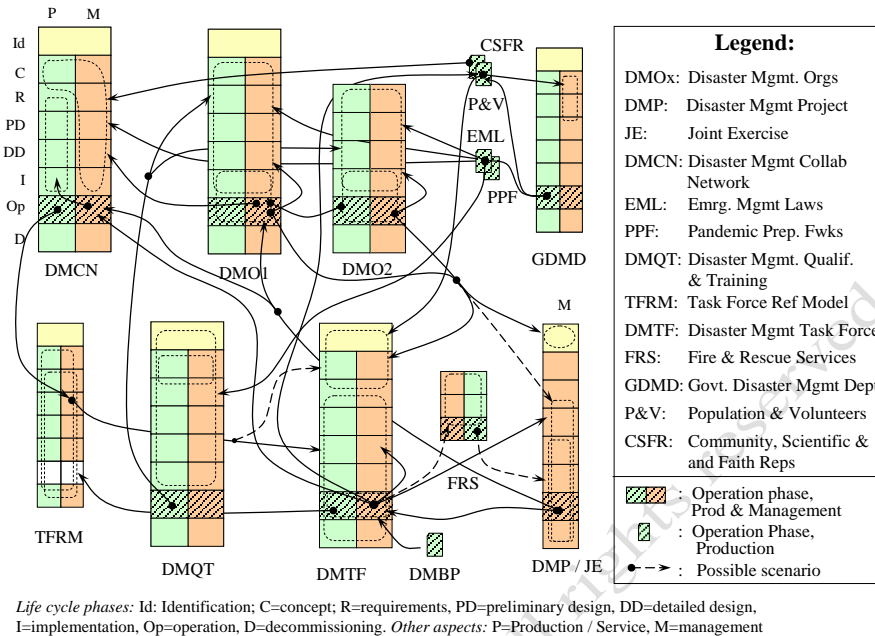 P M
Id
C
R
PD
DD
I
Op
D
DMCN
DMO1
DMO2
CSFR
P&V
EML
PPF
GDMD
M
TFRM
DMQT
DMTF
FRS
DMBP
DMP / JE
Legend:
DMOx: Disaster Mgmt. Orgs
DMP: Disaster Mgmt Project
JE: Joint Exercise
DMCN: Disaster Mgmt Collab
Network
EML: Emrg. Mgmt Laws
PPF: Pandemic Prep. Fwks
DMQT: Disaster Mgmt. Qualif.
& Training
TFRM: Task Force Ref Model
DMTF: Disaster Mgmt Task Force
FRS: Fire & Rescue Services
GDMD: Govt. Disaster Mgmt Dept
P&V: Population & Volunteers
CSFR: Community, Scientific &
and Faith Reps
: Operation phase,
Prod & Management
: Operation Phase,
Production
: Possible scenario
Life cycle phases: Id: Identification; C=concept; R=requirements, PD=preliminary design, DD=detailed design,
I=implementation, Op=operation, D=decommissioning. Other aspects: P=Production / Service, M=management
all rights reserved